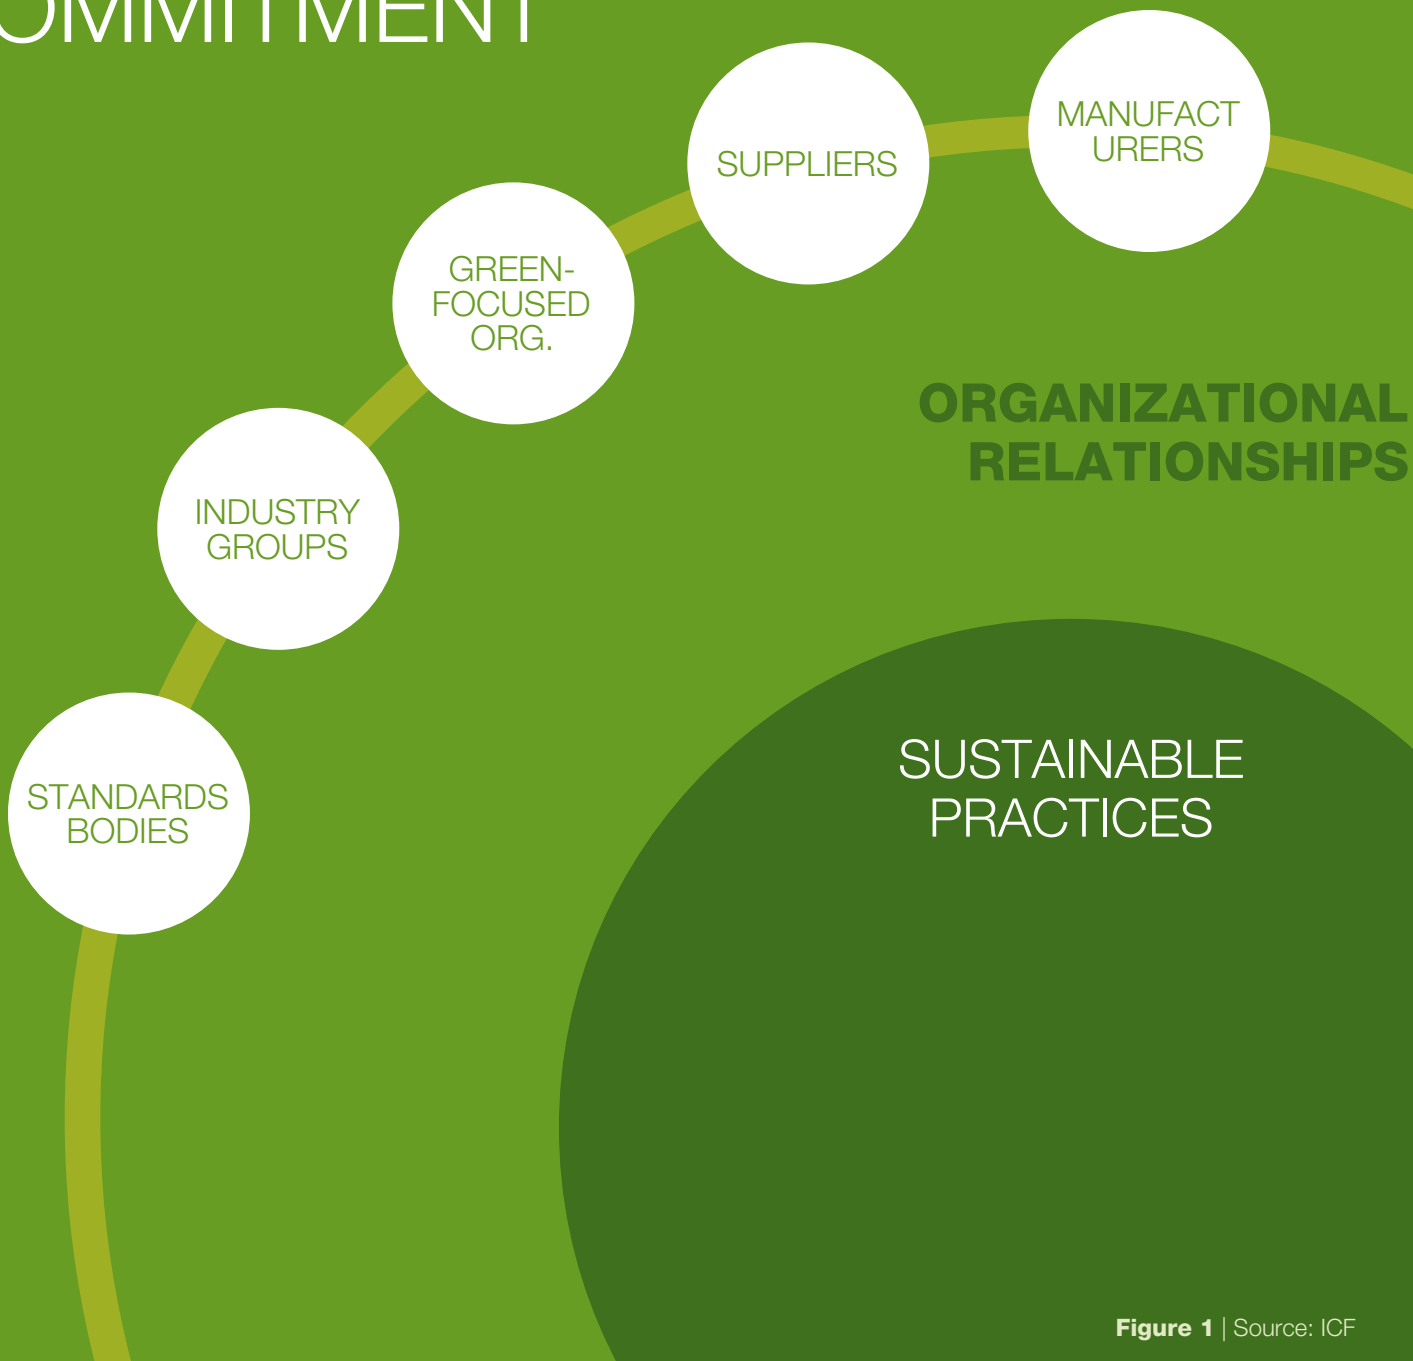 OMMITMENT
MANUFACT
URERS
SUPPLIERS
GREEN-
FOCUSED
ORG.
ORGANIZATIONAL
RELATIONSHIPS
INDUSTRY
GROUPS
SUSTAINABLE
PRACTICES
STANDARDS
BODIES
Figure 1 | Source: ICF